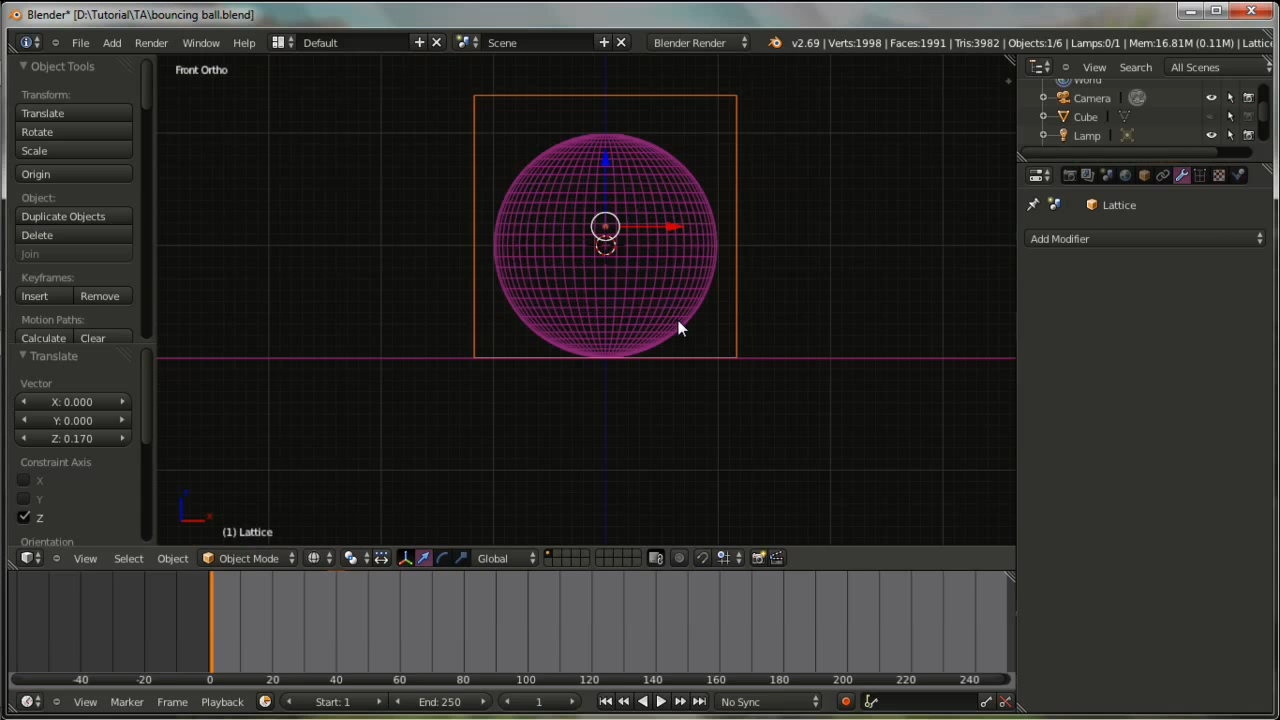 Blender* [D:\Tutorial\TA\bouncing ball.blend]
File Add Render Window Help Default Scene Blender Render v2.69 | Verts:1998 | Faces:1991 | Tris:3982 | Objects:1/6 | Lamps:0/1 | Mem:16.81M (0.11M) | Lattic
Object Tools
Transform:
Translate
Rotate
Scale
Origin
Object:
Duplicate Objects
Delete
Join
Keyframes:
Insert Remove
Motion Paths:
Calculate Clear
Translate
Vector
X: 0.000
Y: 0.000
Z: 0.170
Constraint Axis
X
Y
Z
Orientation
Front Ortho
(1) Lattice
View Select Object Object Mode Global
View Search All Scenes
World
Camera
Cube
Lamp
Lattice
Add Modifier
-40 -20 0 20 40 60 80 100 120 140 160 180 200 220 240
View Marker Frame Playback Start: 1 End: 250 1 No Sync